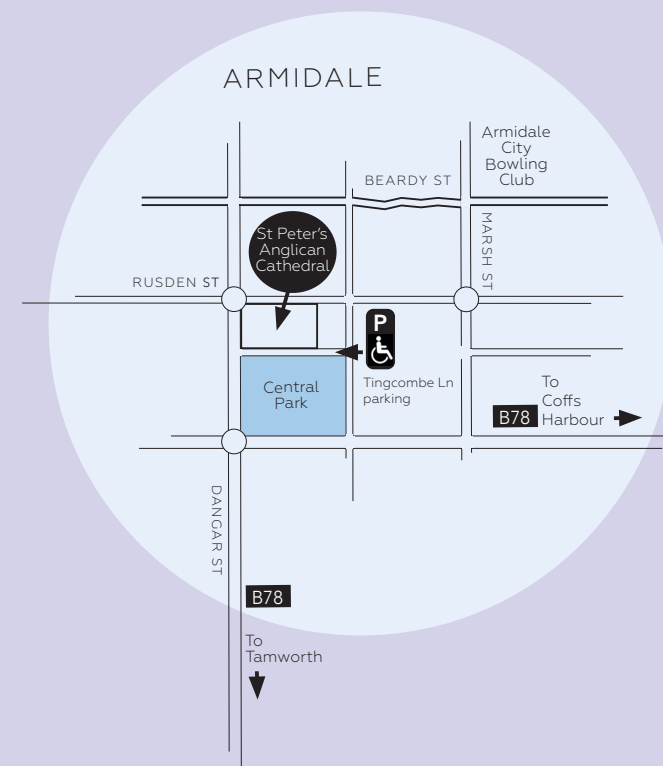 ARMIDALE
Armidale
City
Bowling
Club
BEARDY ST
MARSH ST
St Peter's
Anglican
Cathedral
RUSDEN ST
P
Central
Park
Tingcombe Ln
parking
To
Coffs
B78 Harbour
DANGAR ST
B78
To
Tamworth